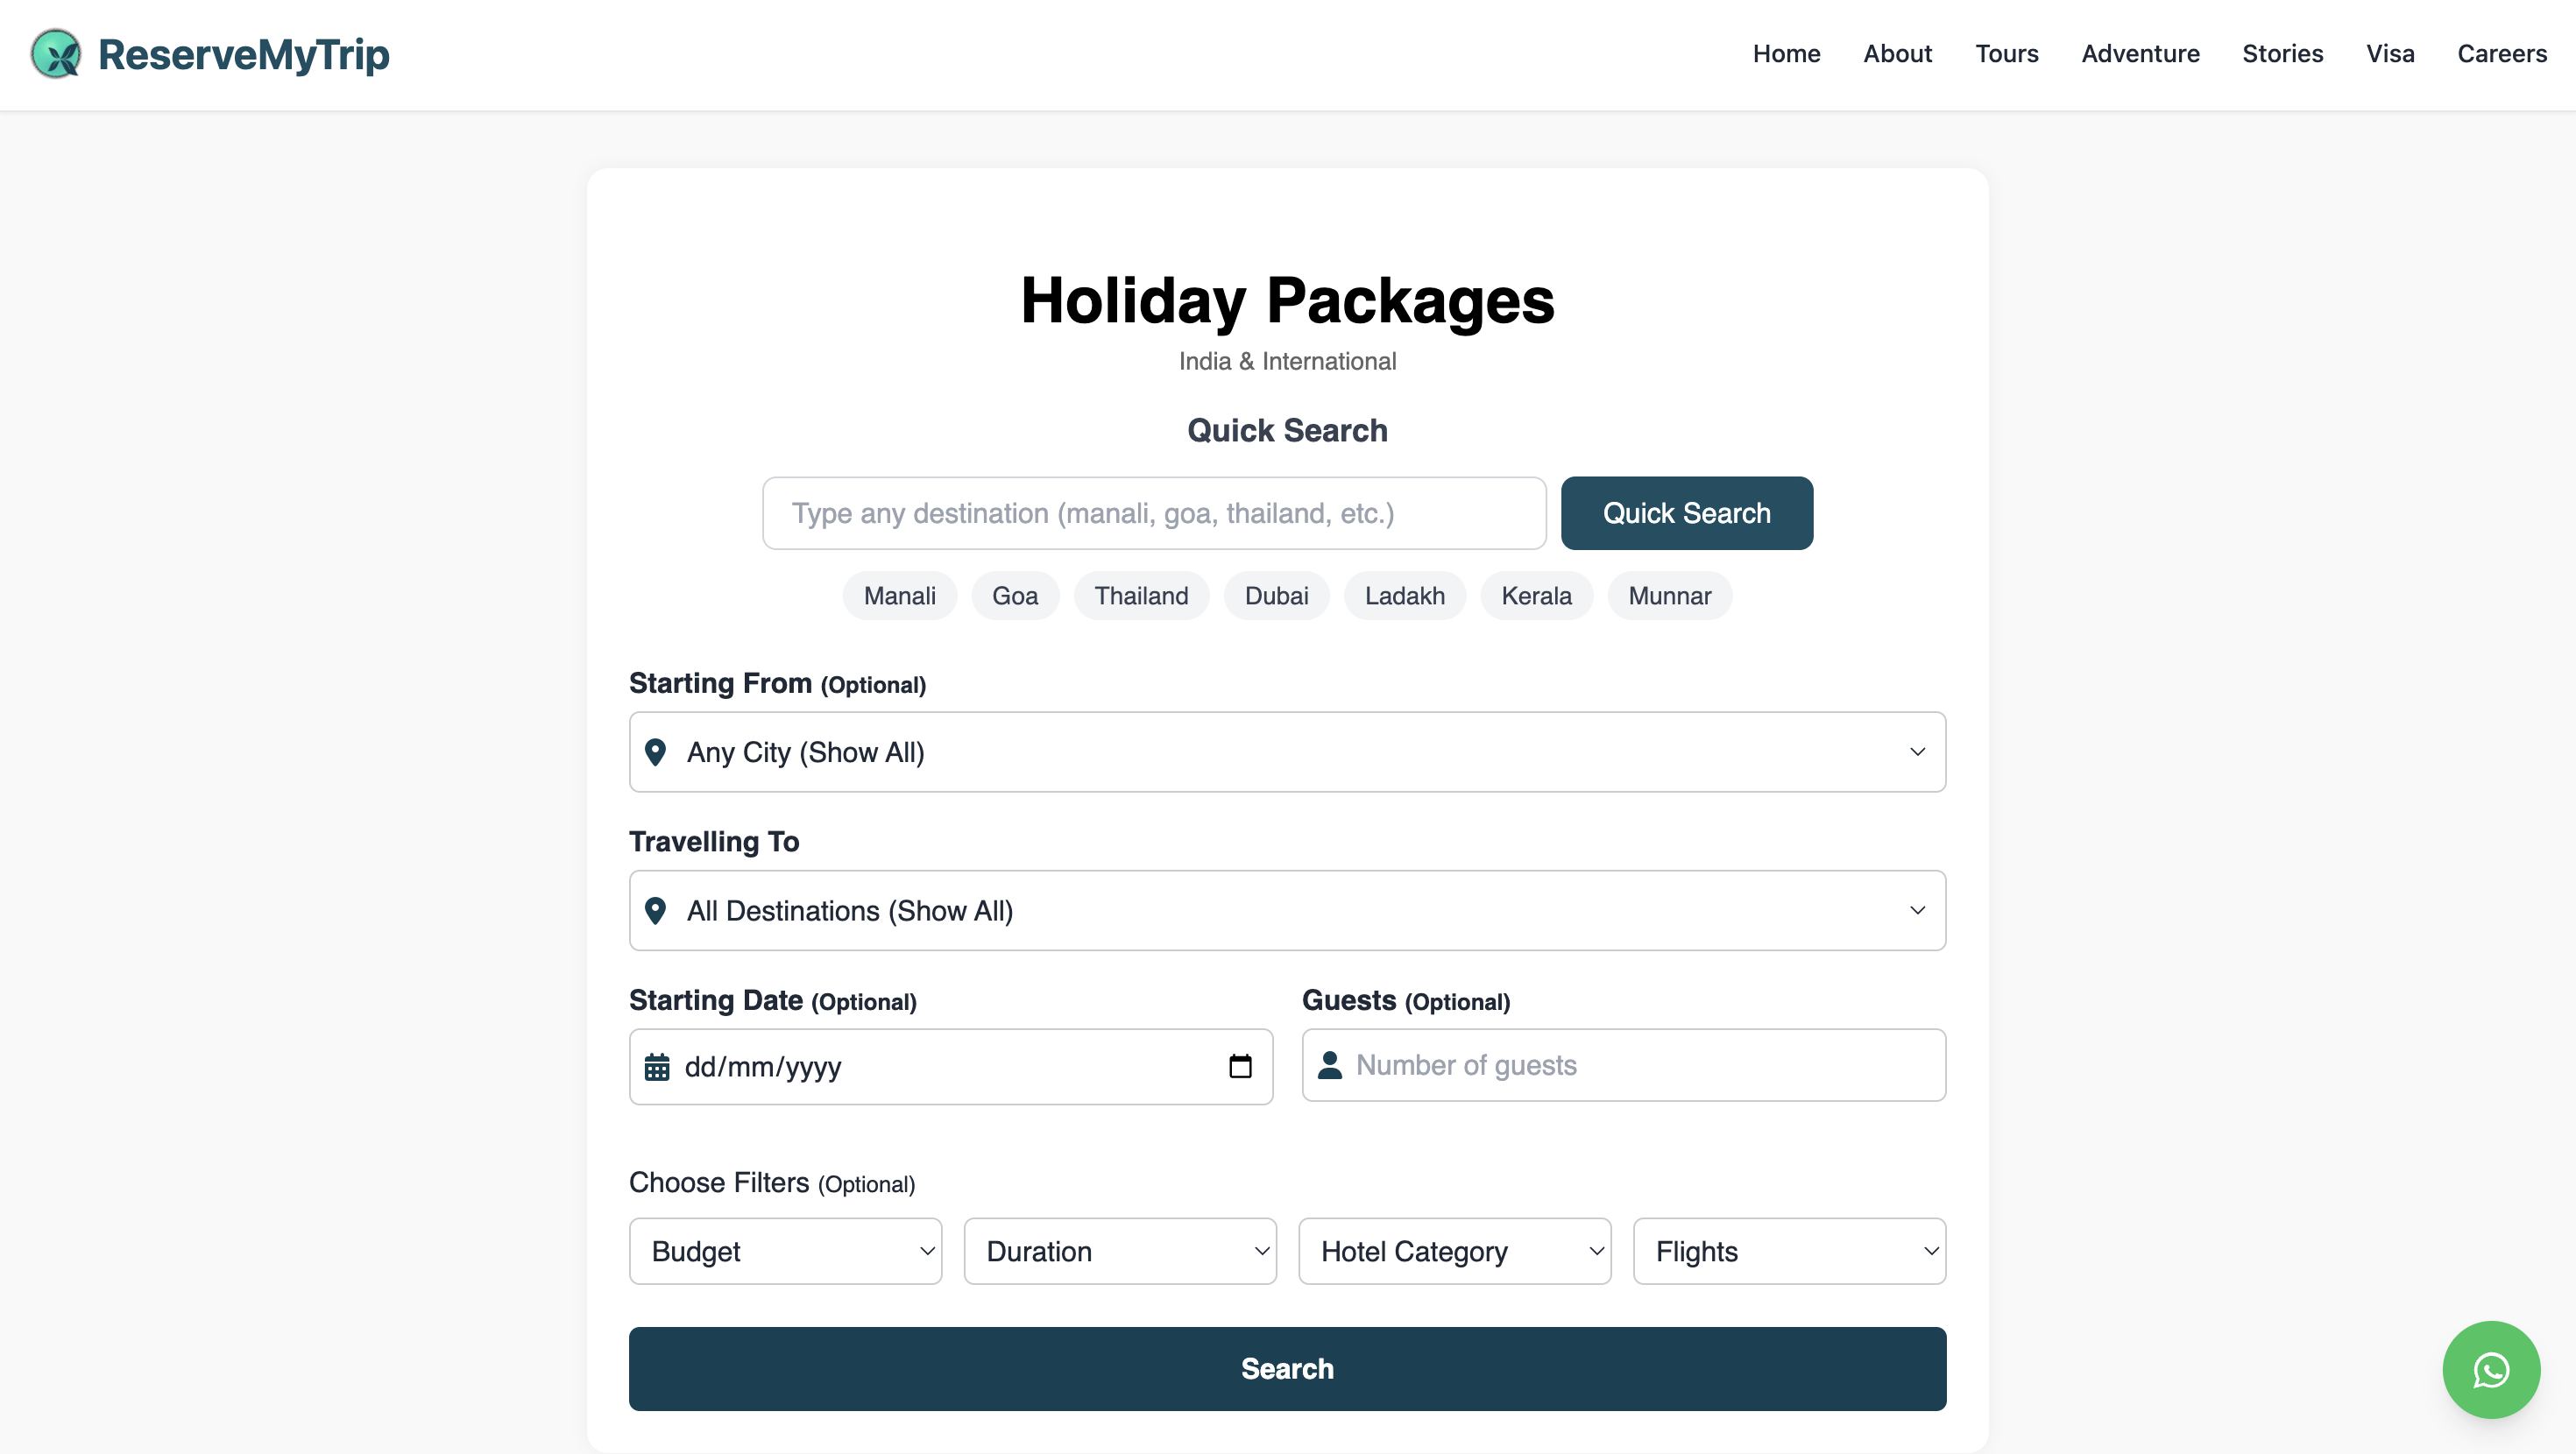 ReserveMyTrip
Home About Tours Adventure Stories Visa Careers
Holiday Packages
India & International
Quick Search
Type any destination (manali, goa, thailand, etc.) Quick Search
Manali Goa Thailand Dubai Ladakh Kerala Munnar
Starting From (Optional)
Any City (Show All)
Travelling To
All Destinations (Show All)
Starting Date (Optional) Guests (Optional)
dd/mm/yyyy Number of guests
Choose Filters (Optional)
Budget Duration Hotel Category Flights
Search